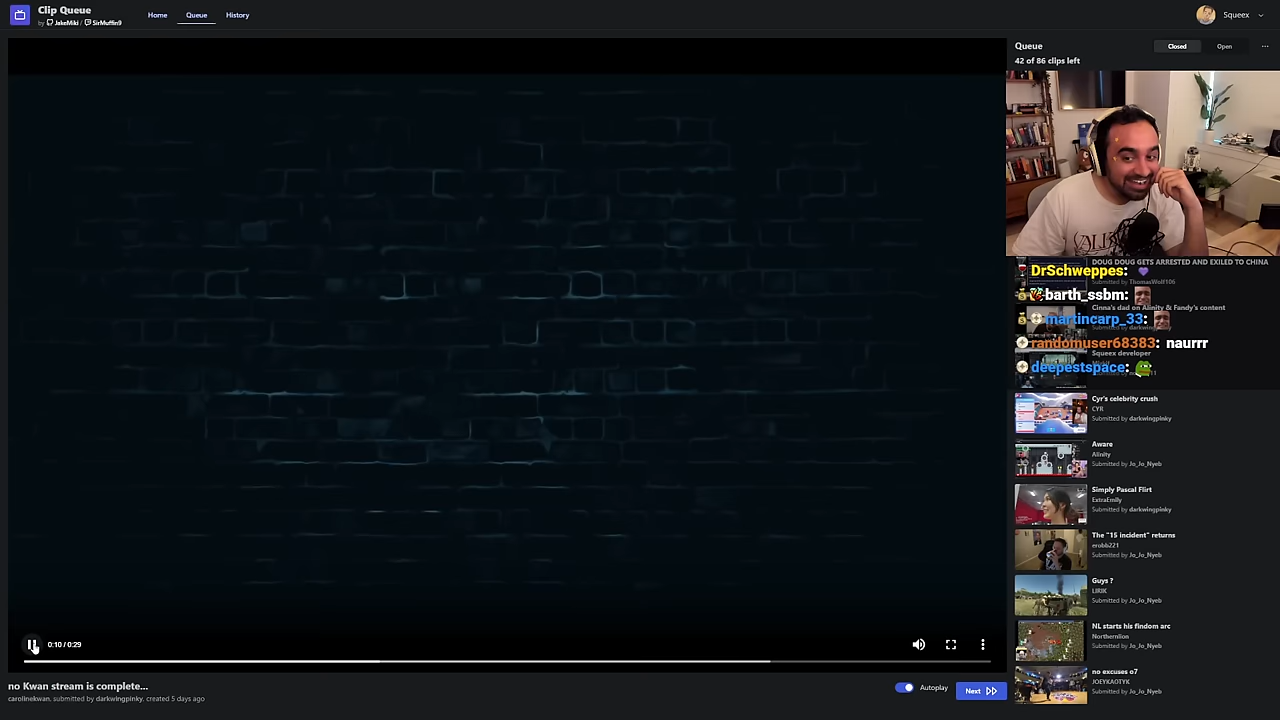 Clip Queue
by JakeMiki / SirMuffin9
Home
Queue
History
Squeex
Queue
Closed
Open
42 of 86 clips left
DOUG DOUG GETS ARRESTED AND EXILED TO CHINA
Submitted by ThomasWolf106
DrSchweppes:
barth_ssbm:
Cinna's dad on Alinity & Fandy's content
martincarp_33:
randomuser68383: naurrr
Squeex developer
deepestspace:
Cyr's celebrity crush
CYR
Submitted by darkwingpinky
Aware
Alinity
Submitted by Jo_Jo_Nyeb
Simply Pascal Flirt
ExtraEmily
Submitted by darkwingpinky
The "15 incident" returns
erobb221
Submitted by Jo_Jo_Nyeb
Guys ?
LIRIK
Submitted by Jo_Jo_Nyeb
NL starts his findom arc
Northernlion
Submitted by Jo_Jo_Nyeb
no excuses o7
JOEYKAOTYK
Submitted by Jo_Jo_Nyeb
0:10 / 0:29
no Kwan stream is complete...
carolinekwan, submitted by darkwingpinky, created 5 days ago
Autoplay
Next